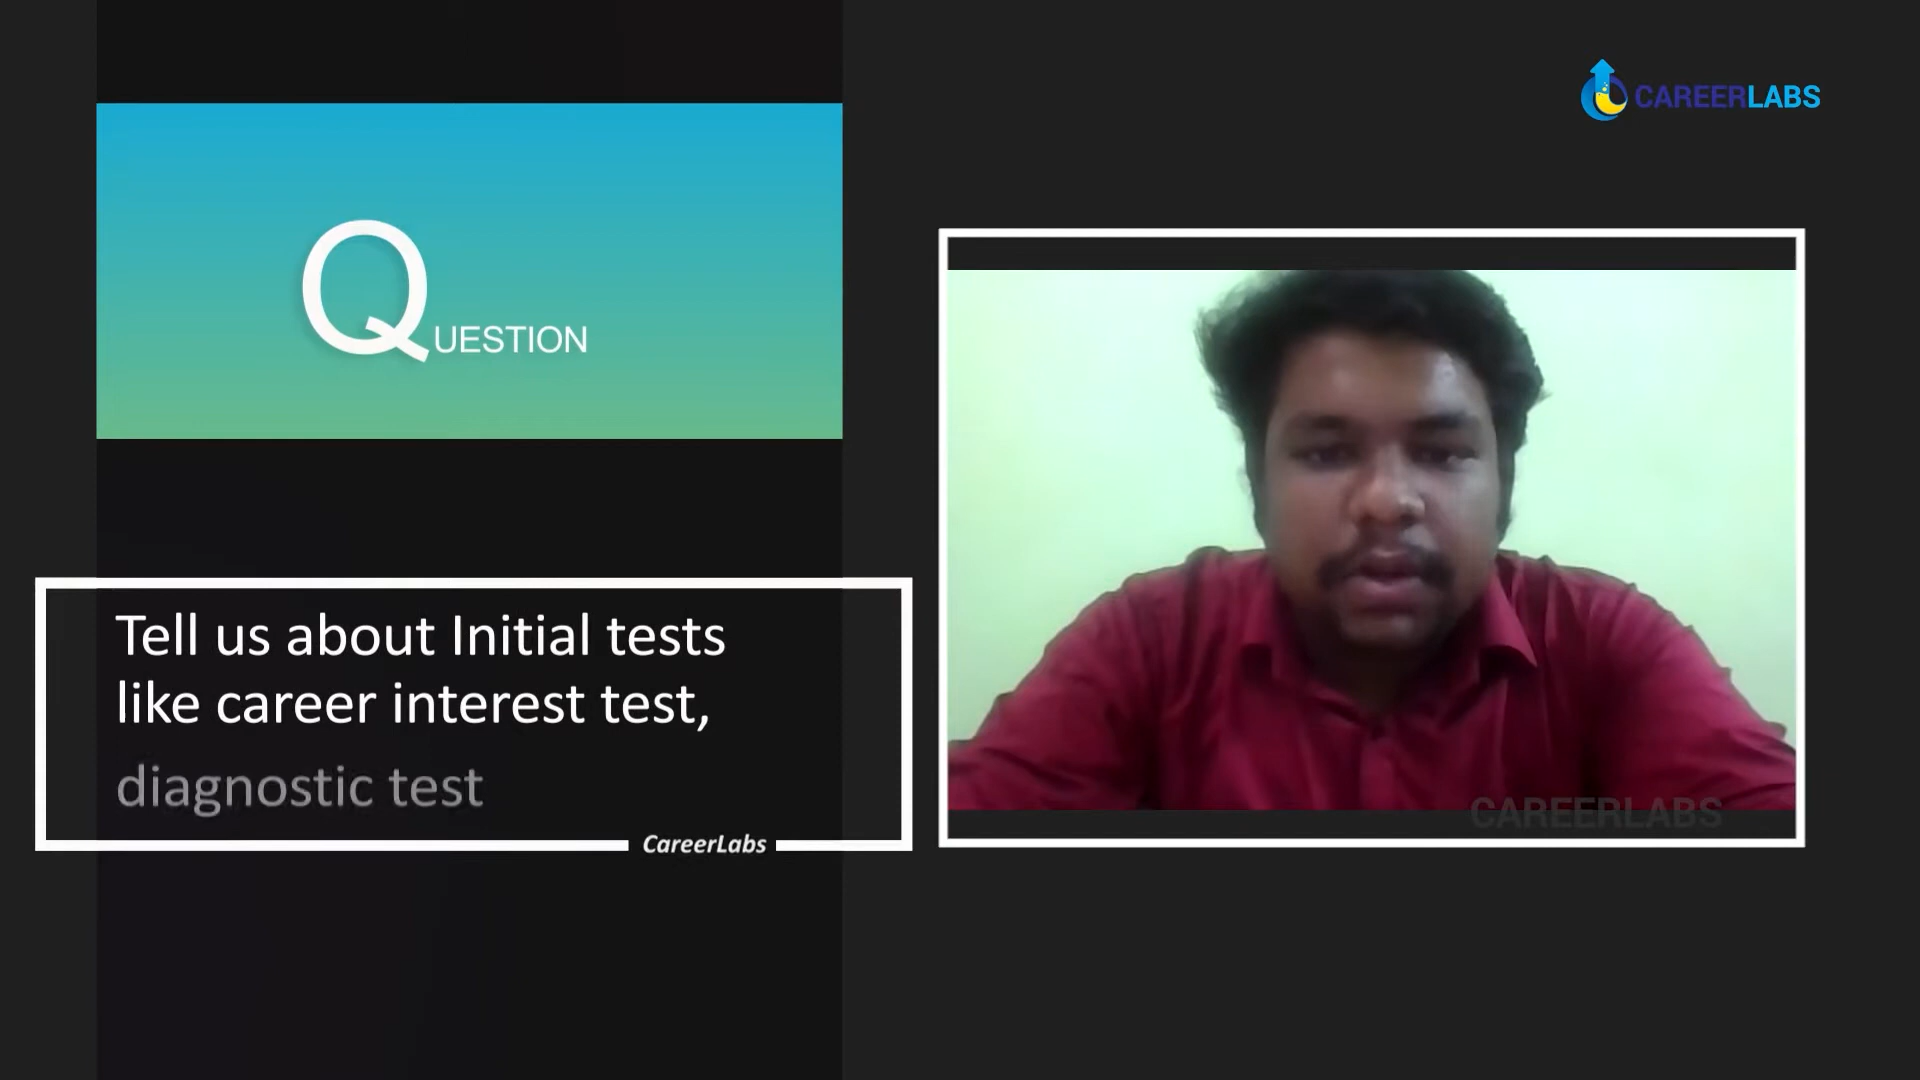 CAREERLABS
QUESTION
Tell us about Initial tests
like career interest test,
diagnostic test
CareerLabs
CAREERLABS